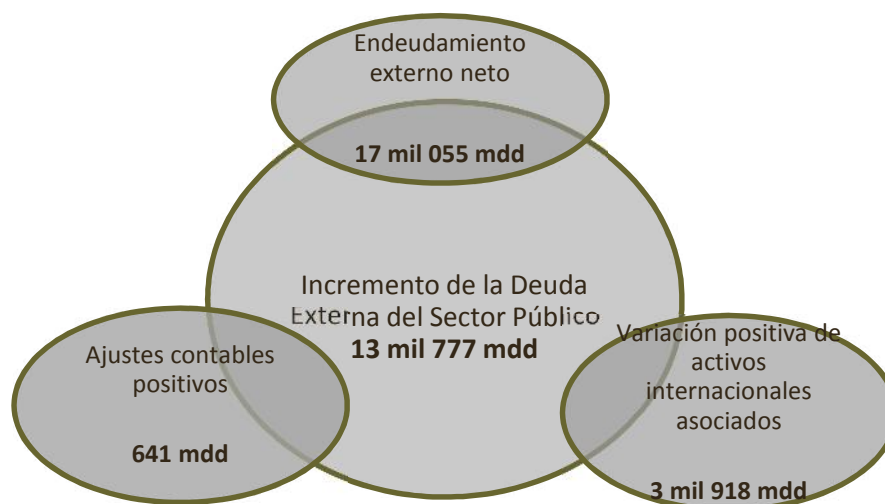 Endeudamiento
externo neto
17 mil 055 mdd
Incremento de la Deuda
Externa del Sector Público
13 mil 777 mdd
Ajustes contables
positivos
641 mdd
Variación positiva de
activos
internacionales
asociados
3 mil 918 mdd